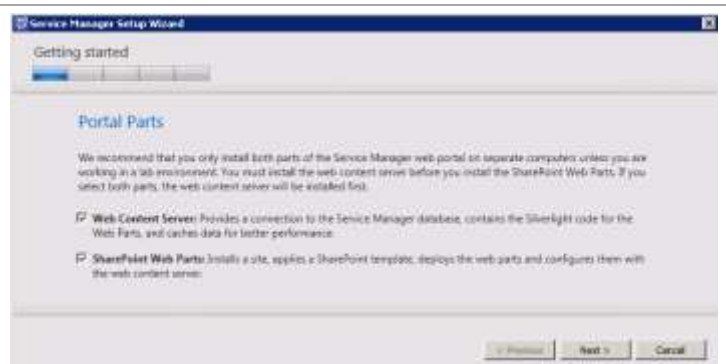 Service Manager Setup Wizard
Getting started
Portal Parts
We recommend that you only install both parts of the Service Manager web portal on separate computers unless you are
working in a lab environment. You must install the web content server before you install the SharePoint Web Parts. If you
select both parts, the web content server will be installed first.
Web Content Server: Provides a connection to the Service Manager database, contains the Silverlight code for the
Web Parts, and caches data for better performance.
SharePoint Web Parts: Installs a site, applies a SharePoint template, deploys the web parts and configures them with
the web content server.
< Previous Next > Cancel